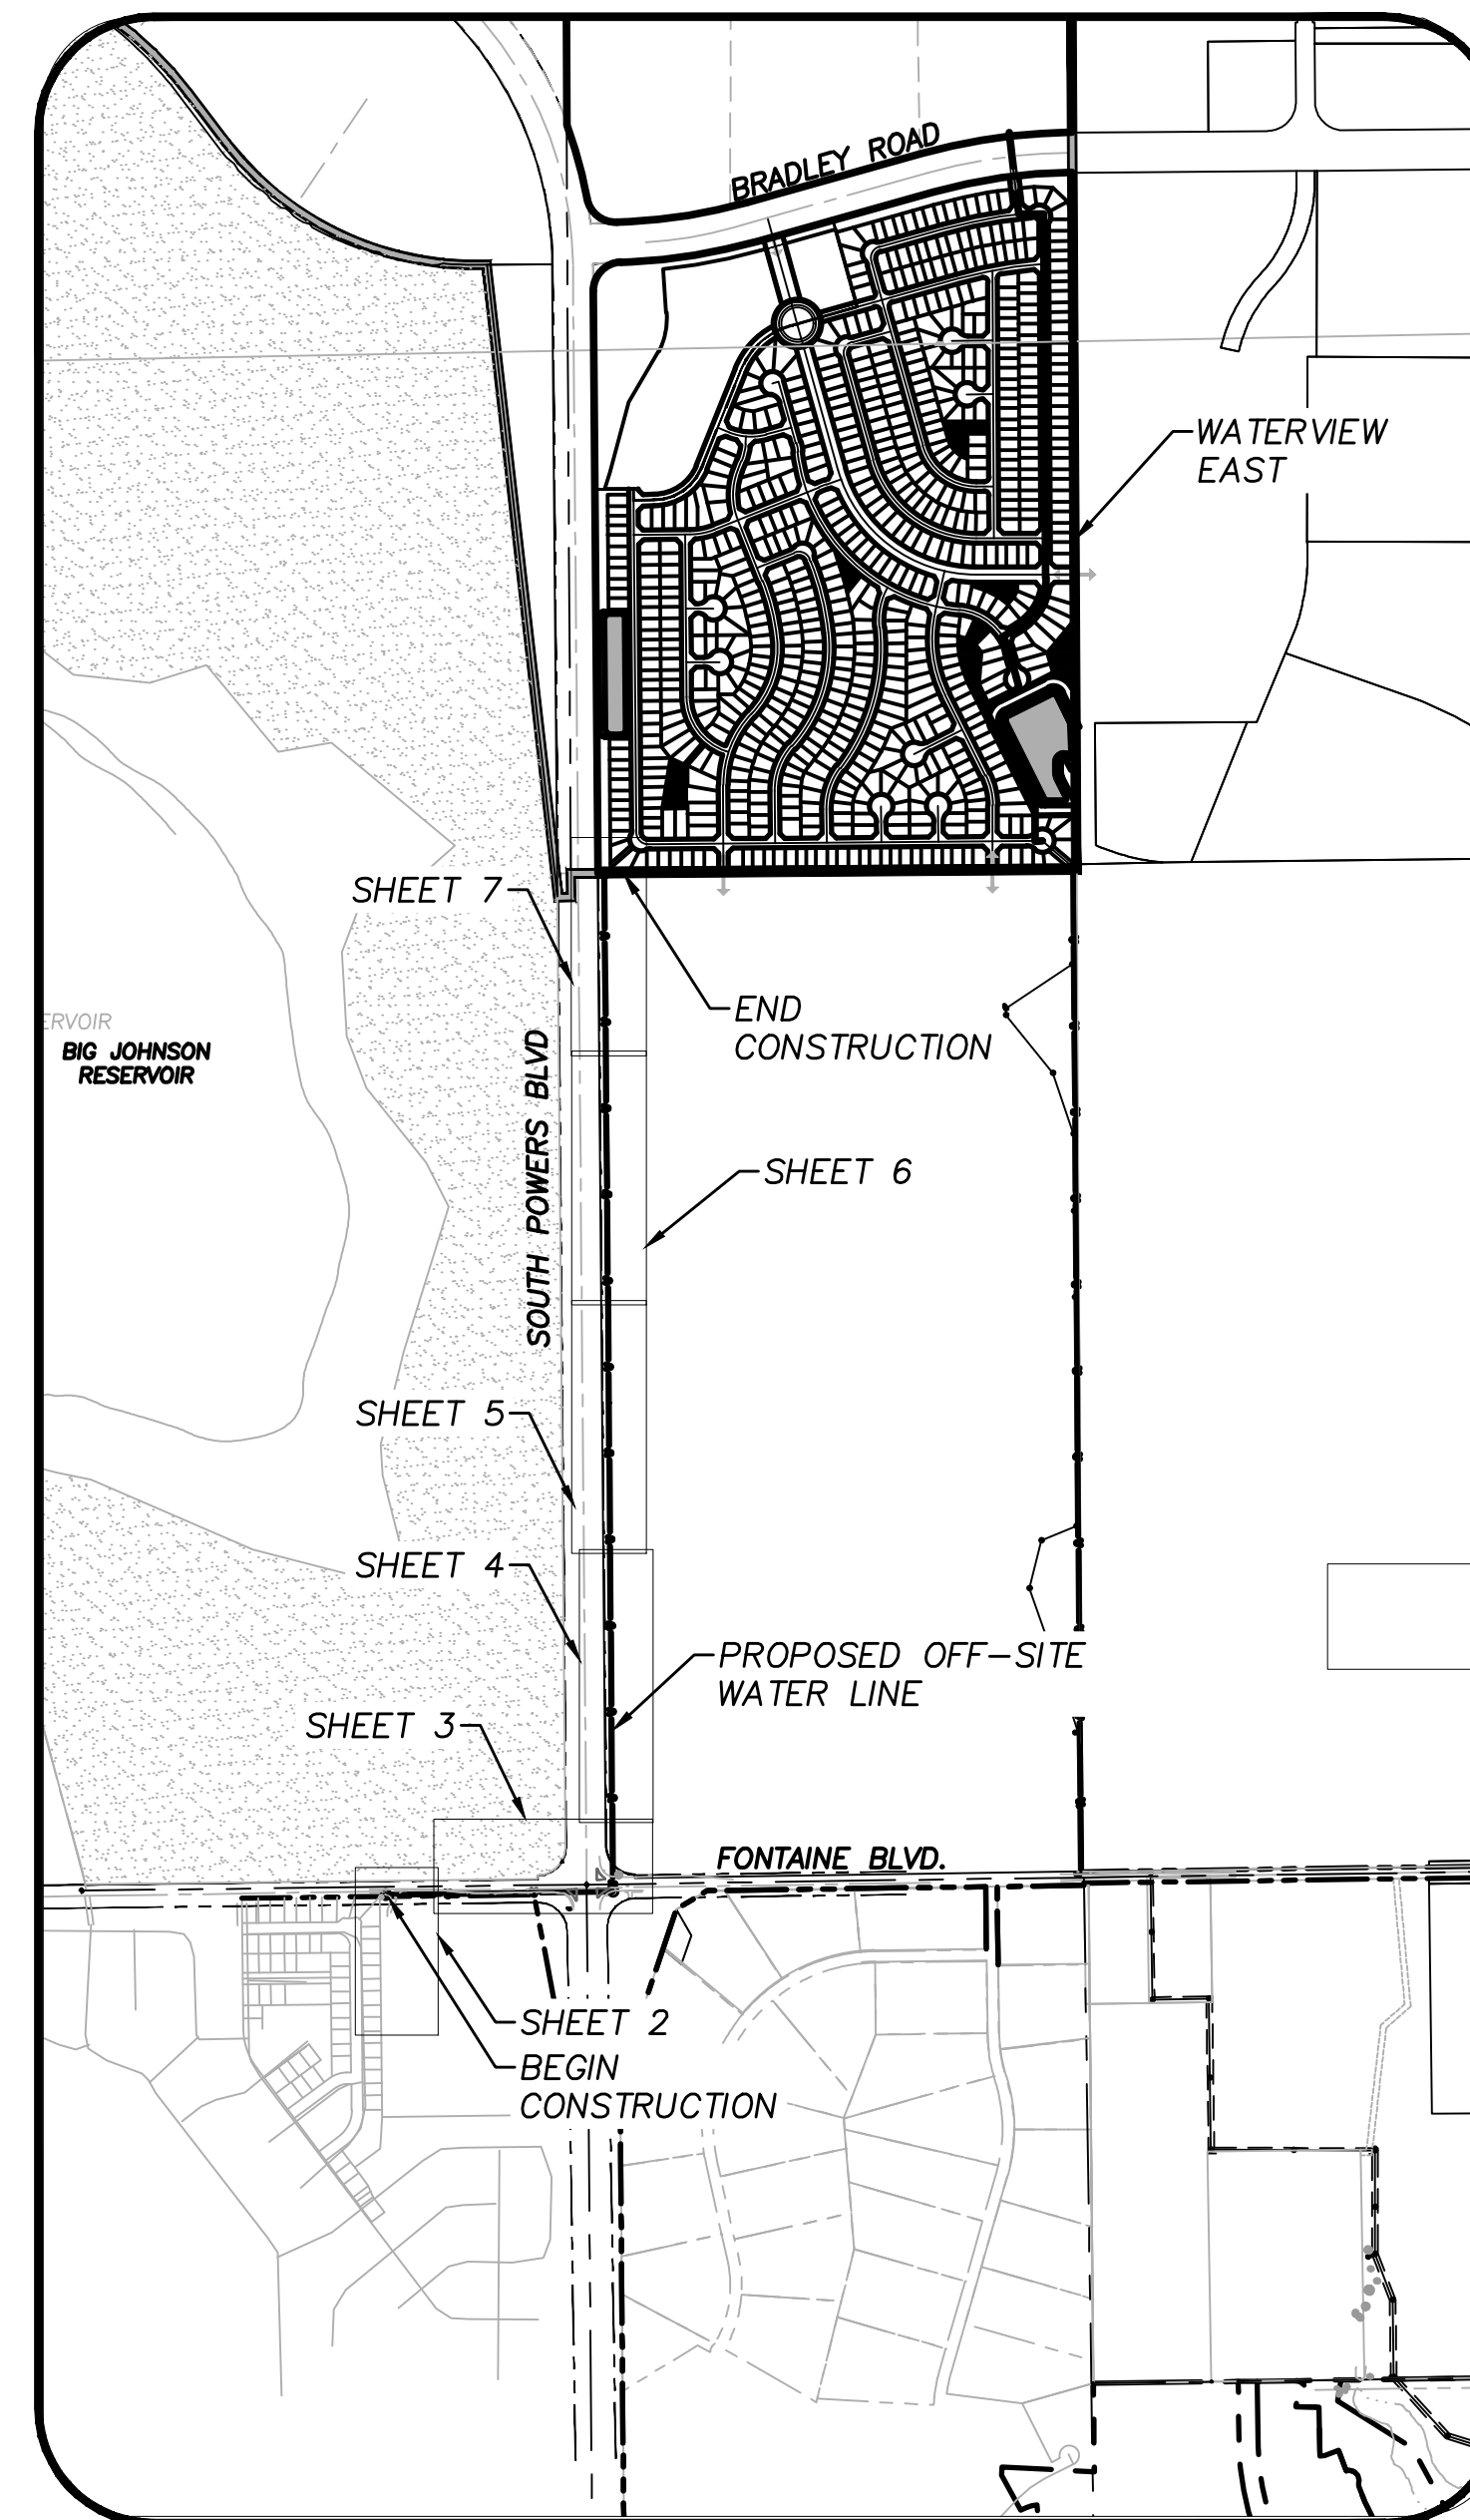 BRADLEY ROAD
WATERVIEW
EAST
SHEET 7
END
CONSTRUCTION
ERVOIR
BIG JOHNSON
RESERVOIR
SOUTH POWERS BLVD
SHEET 6
SHEET 5
SHEET 4
PROPOSED OFF-SITE
WATER LINE
SHEET 3
FONTAINE BLVD.
SHEET 2
BEGIN
CONSTRUCTION